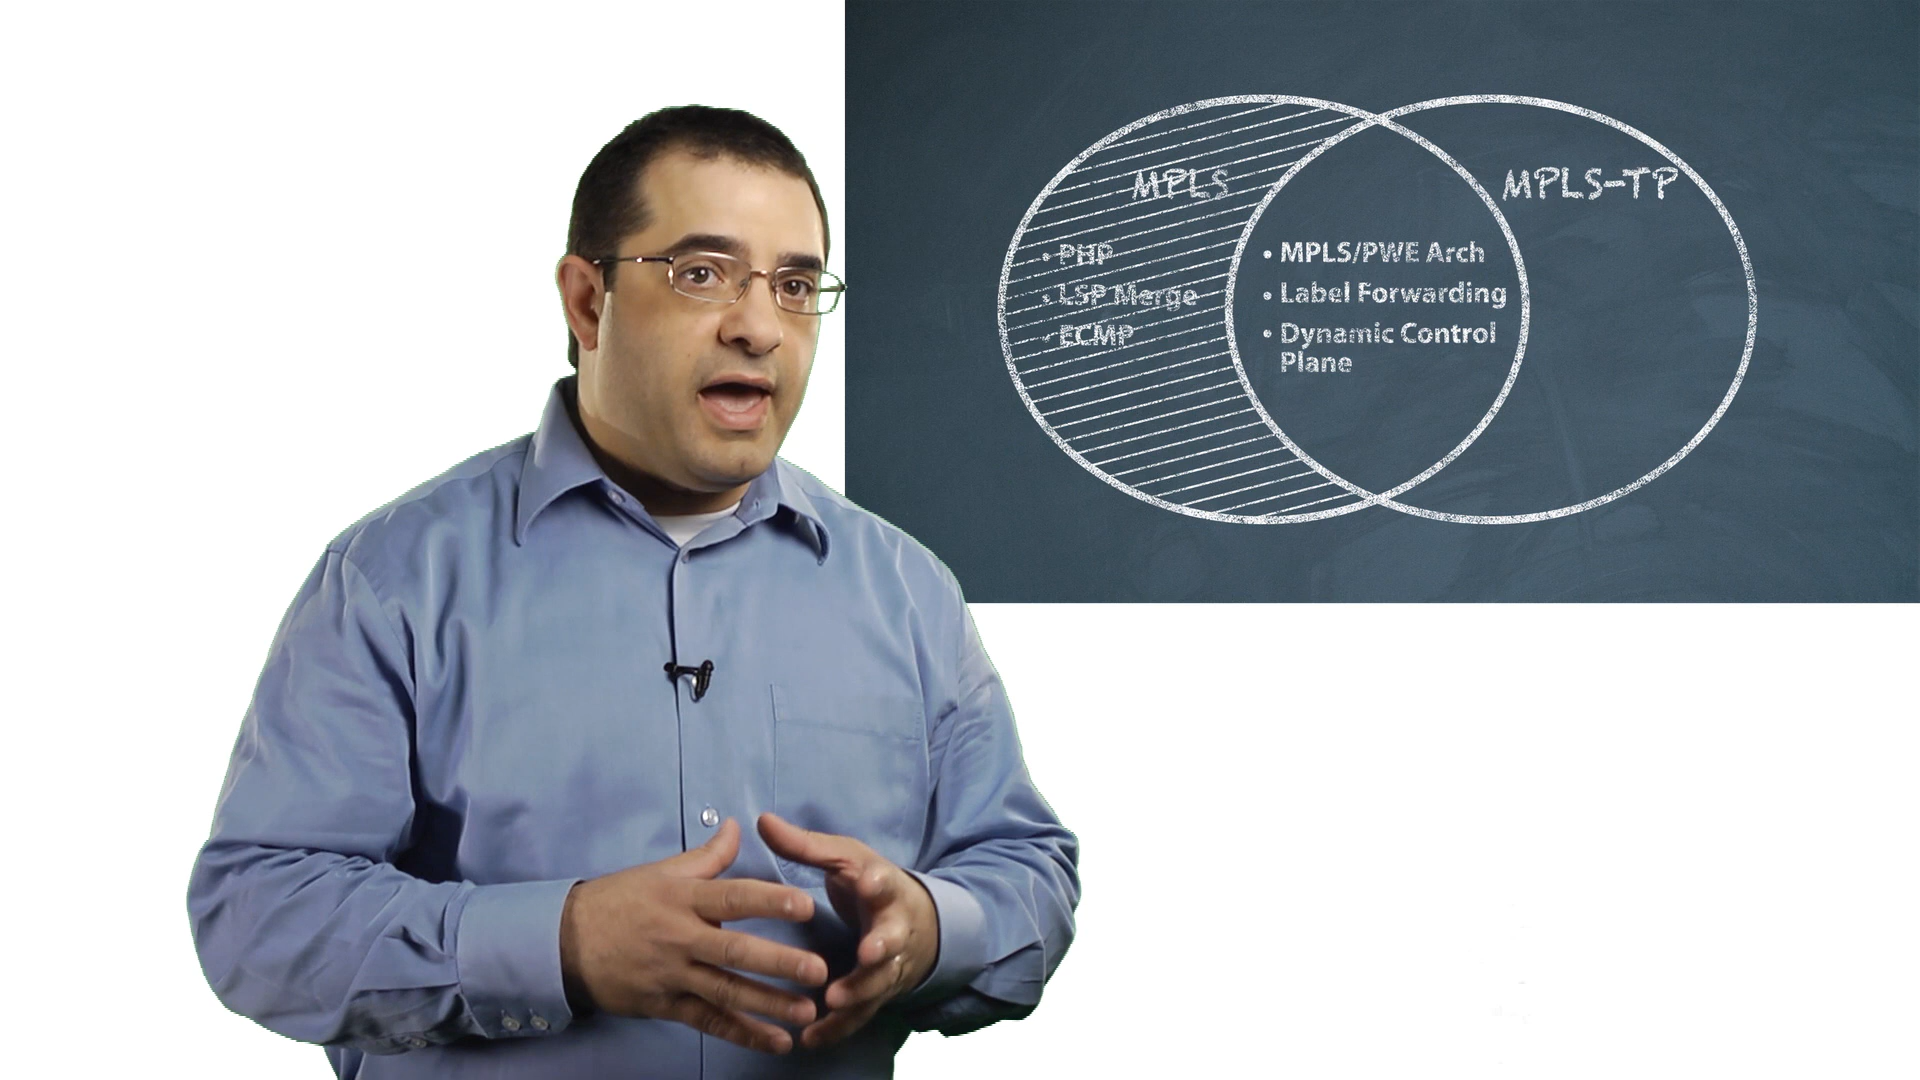 MPLS
MPLS-TP
• PHP
• LSP Merge
• ECMP
• MPLS/PWE Arch
• Label Forwarding
• Dynamic Control
Plane